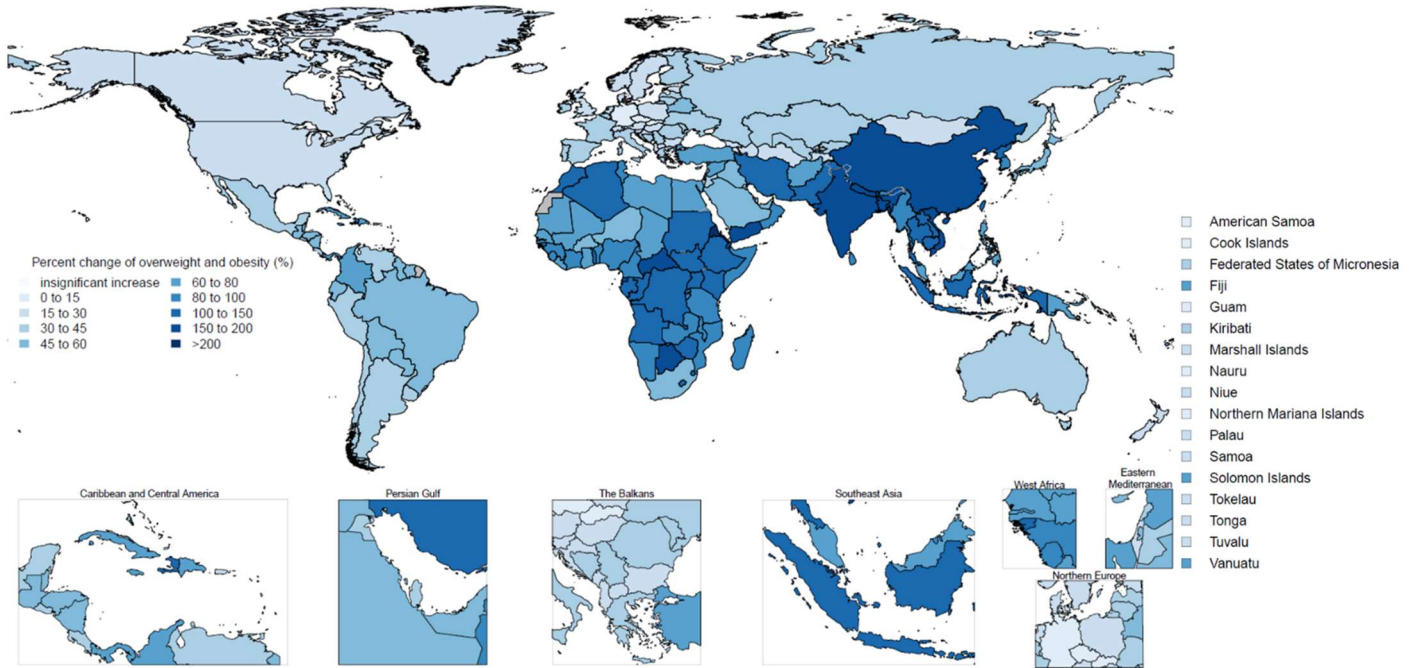 Percent change of overweight and obesity (%)
insignificant increase
0 to 15
15 to 30
30 to 45
45 to 60
60 to 80
80 to 100
100 to 150
150 to 200
>200
American Samoa
Cook Islands
Federated States of Micronesia
Fiji
Guam
Kiribati
Marshall Islands
Nauru
Niue
Northern Mariana Islands
Palau
Samoa
Solomon Islands
Tokelau
Tonga
Tuvalu
Vanuatu
Caribbean and Central America
Persian Gulf
The Balkans
Southeast Asia
West Africa
Eastern
Mediterranean
Northern Europe